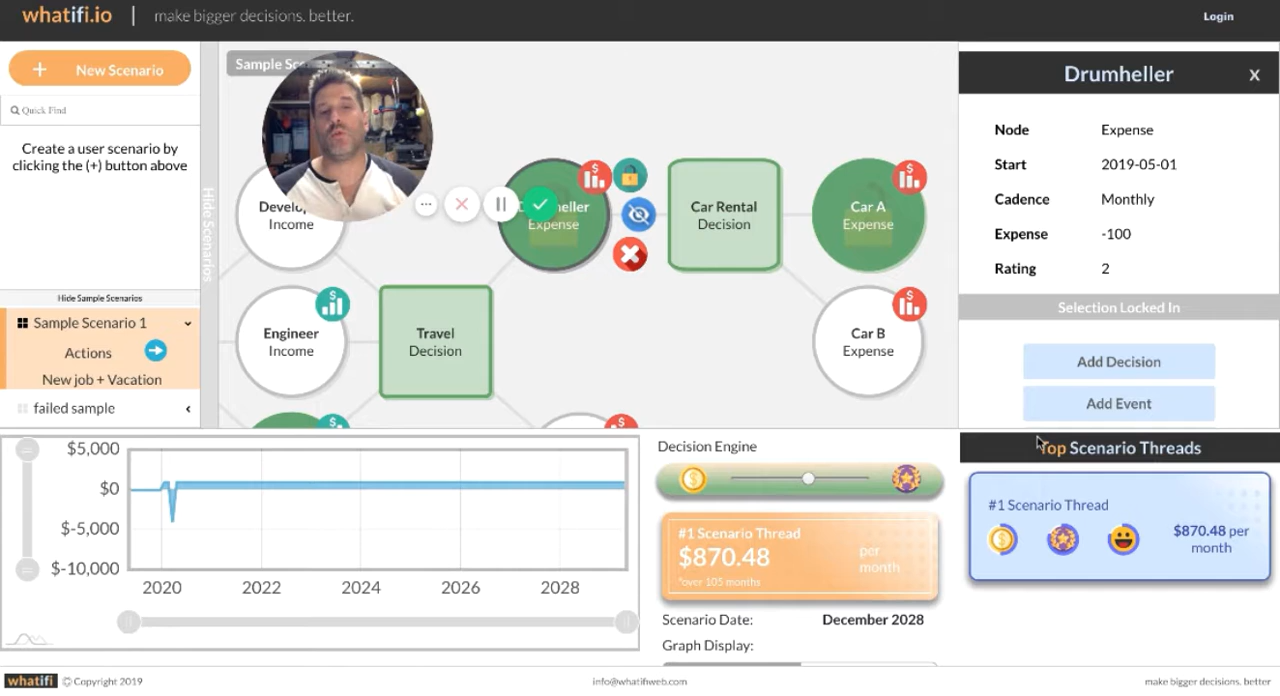 whatifi.io | make bigger decisions. better.
Login
+ New Scenario
Quick Find
Create a user scenario by
clicking the (+) button above
Hide Scenarios
Hide Sample Scenarios
Sample Scenario 1
Actions
New job + Vacation
failed sample
Income
Engineer
Income
Travel
Decision
Expense
Car Rental
Decision
Car A
Expense
Car B
Expense
Drumheller X
Node Expense
Start 2019-05-01
Cadence Monthly
Expense -100
Rating 2
Selection Locked In
Add Decision
Add Event
$5,000
$0
$-5,000
$-10,000
2020 2022 2024 2026 2028
Decision Engine
#1 Scenario Thread
$870.48 per
month
*over 105 months
Scenario Date: December 2028
Graph Display:
Top Scenario Threads
#1 Scenario Thread
$870.48 per
month
whatifi © Copyright 2019
info@whatifiweb.com
make bigger decisions. better